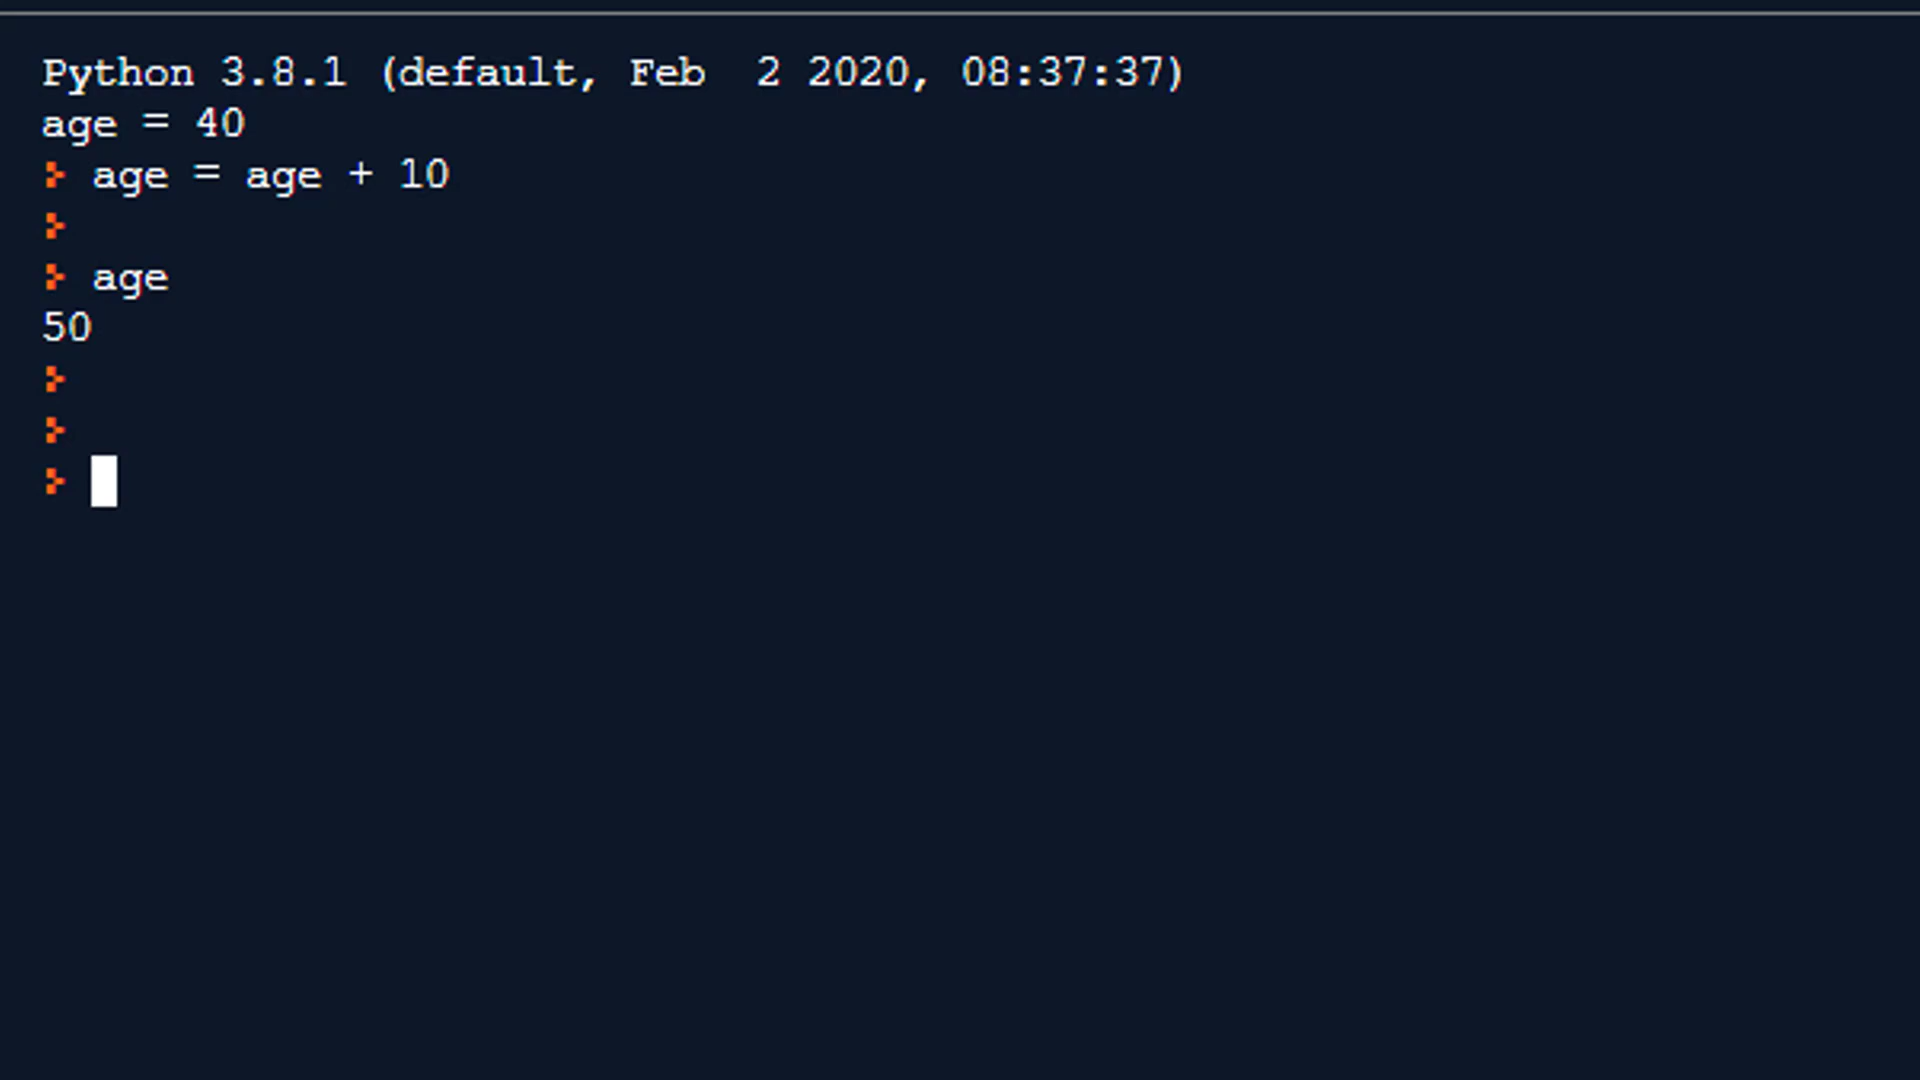 Python 3.8.1 (default, Feb  2 2020, 08:37:37)
age = 40
 age = age + 10

 age
50